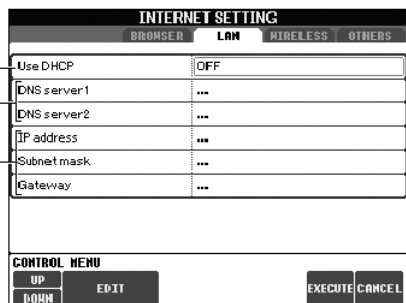 INTERNET SETTING
BROWSER LAN WIRELESS OTHERS
Use DHCP OFF
DNS server1 ...
DNS server2 ...
IP address ...
Subnet mask ...
Gateway ...
CONTROL MENU
UP
EDIT EXECUTE CANCEL
DOWN